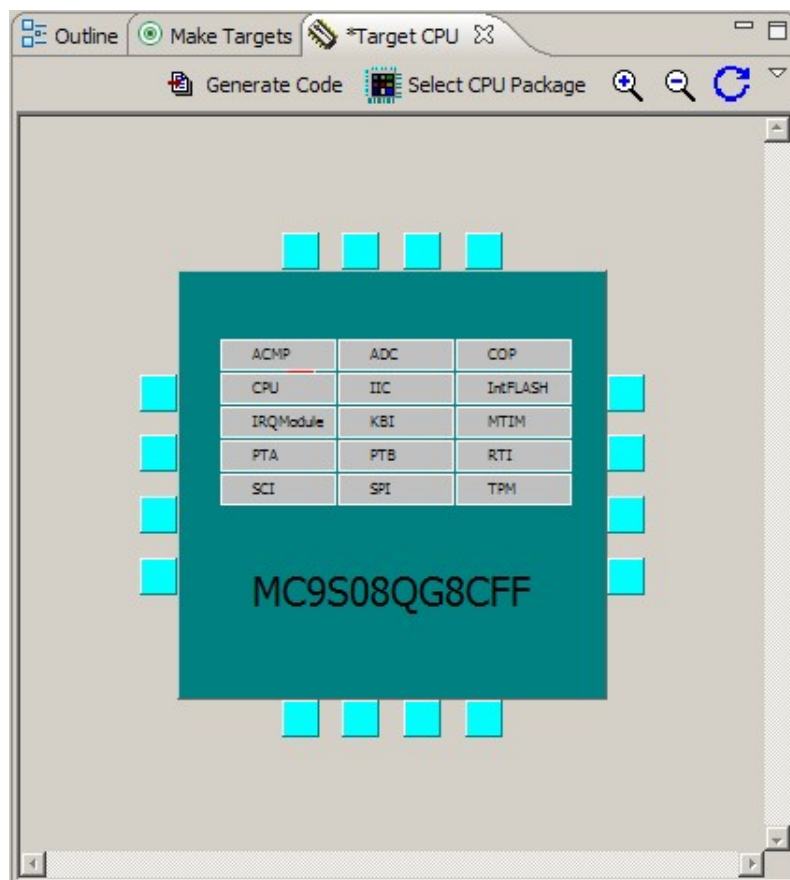 Outline Make Targets *Target CPU
Generate Code Select CPU Package
ACMP ADC COP
CPU IIC IntFLASH
IRQModule KBI MTIM
PTA PTB RTI
SCI SPI TPM
MC9S08QG8CFF